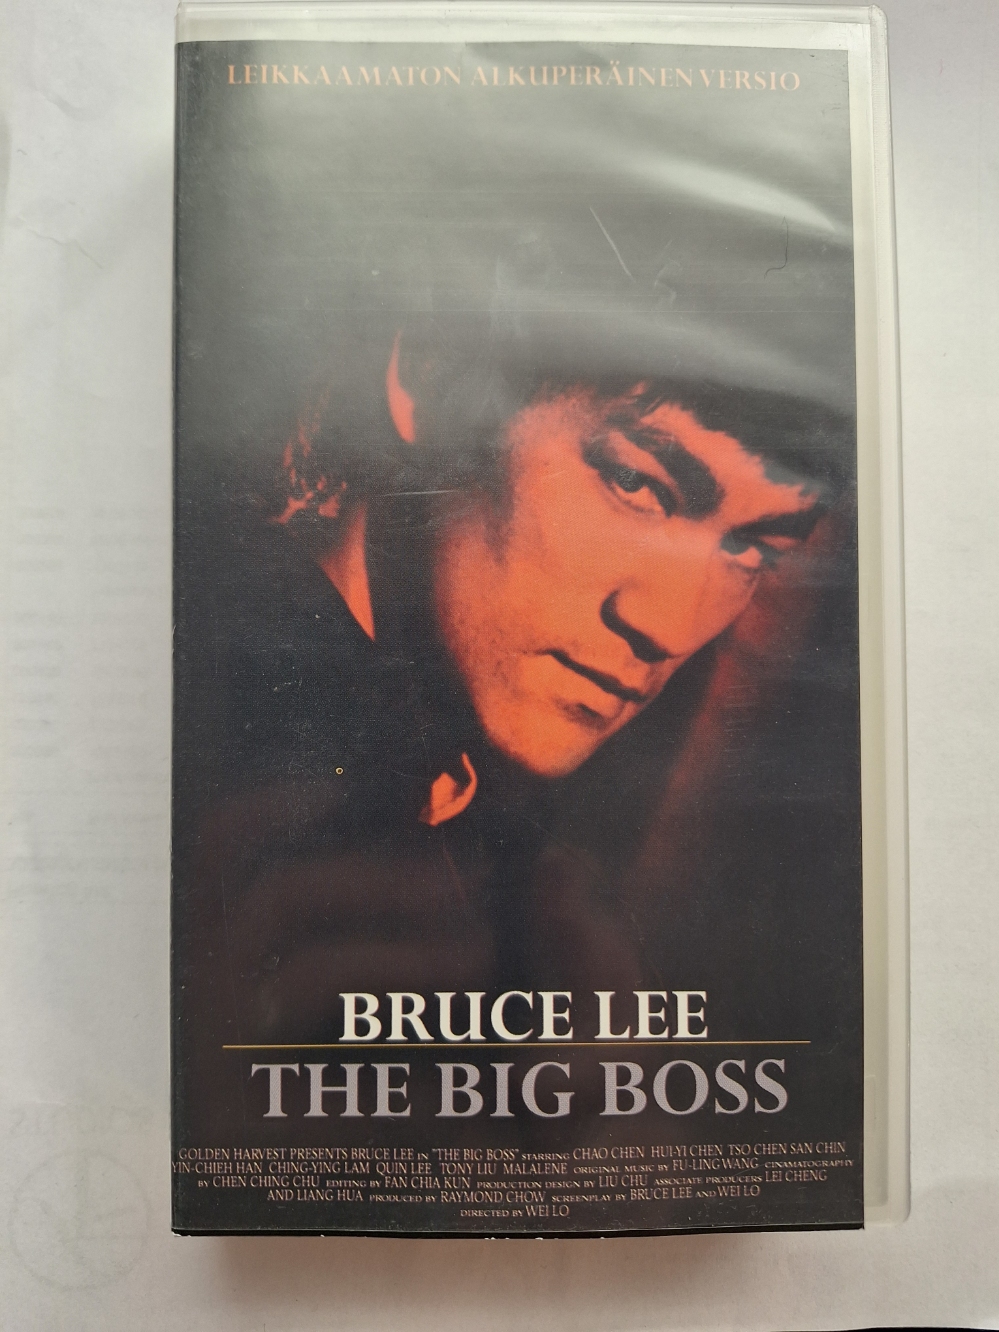 LEIKKAAMATON ALKUPERÄINEN VERSIO
BRUCE LEE
THE BIG BOSS
GOLDEN HARVEST PRESENTS BRUCE LEE IN "THE BIG BOSS" STARRING CHAO CHEN HUI-YI CHEN TSO CHEN SAN CHIN
YIN-CHIEH HAN CHING-YING LAM QUIN LEE TONY LIU MALALENE ORIGINAL MUSIC BY FU-LING WANG CINAMATOGRAPHY
BY CHEN CHING CHU EDITING BY FAN CHIA KUN PRODUCTION DESIGN BY LIU CHU ASSOCIATE PRODUCERS LEI CHENG
AND LIANG HUA PRODUCED BY RAYMOND CHOW SCREENPLAY BY BRUCE LEE AND WEI LO
DIRECTED BY WEI LO